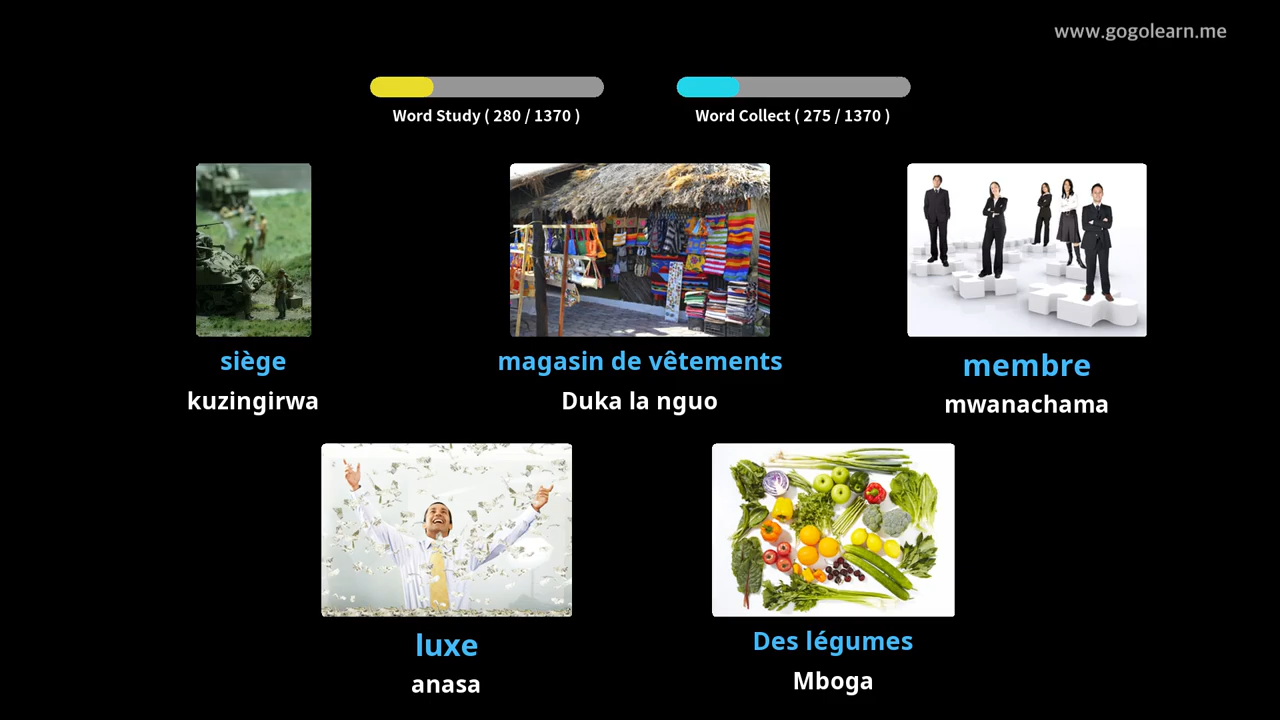 www.gogolearn.me
Word Study ( 280 / 1370 )
Word Collect ( 275 / 1370 )
siège
kuzingirwa
magasin de vêtements
Duka la nguo
membre
mwanachama
luxe
anasa
Des légumes
Mboga